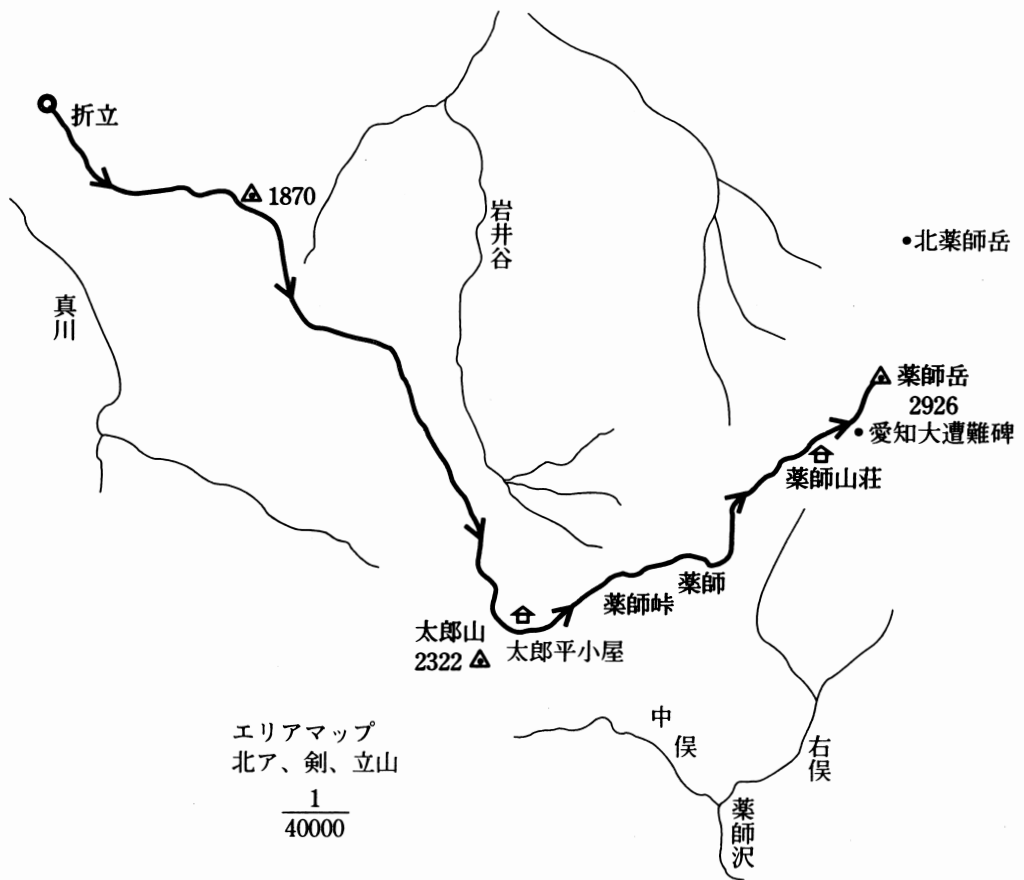 折立
1870
岩井谷
北薬師岳
真川
薬師岳
2926
愛知大遭難碑
薬師山荘
薬師
薬師峠
太郎山
2322
太郎平小屋
中俣
右俣
薬師沢
エリアマップ
北ア、剣、立山
1
40000